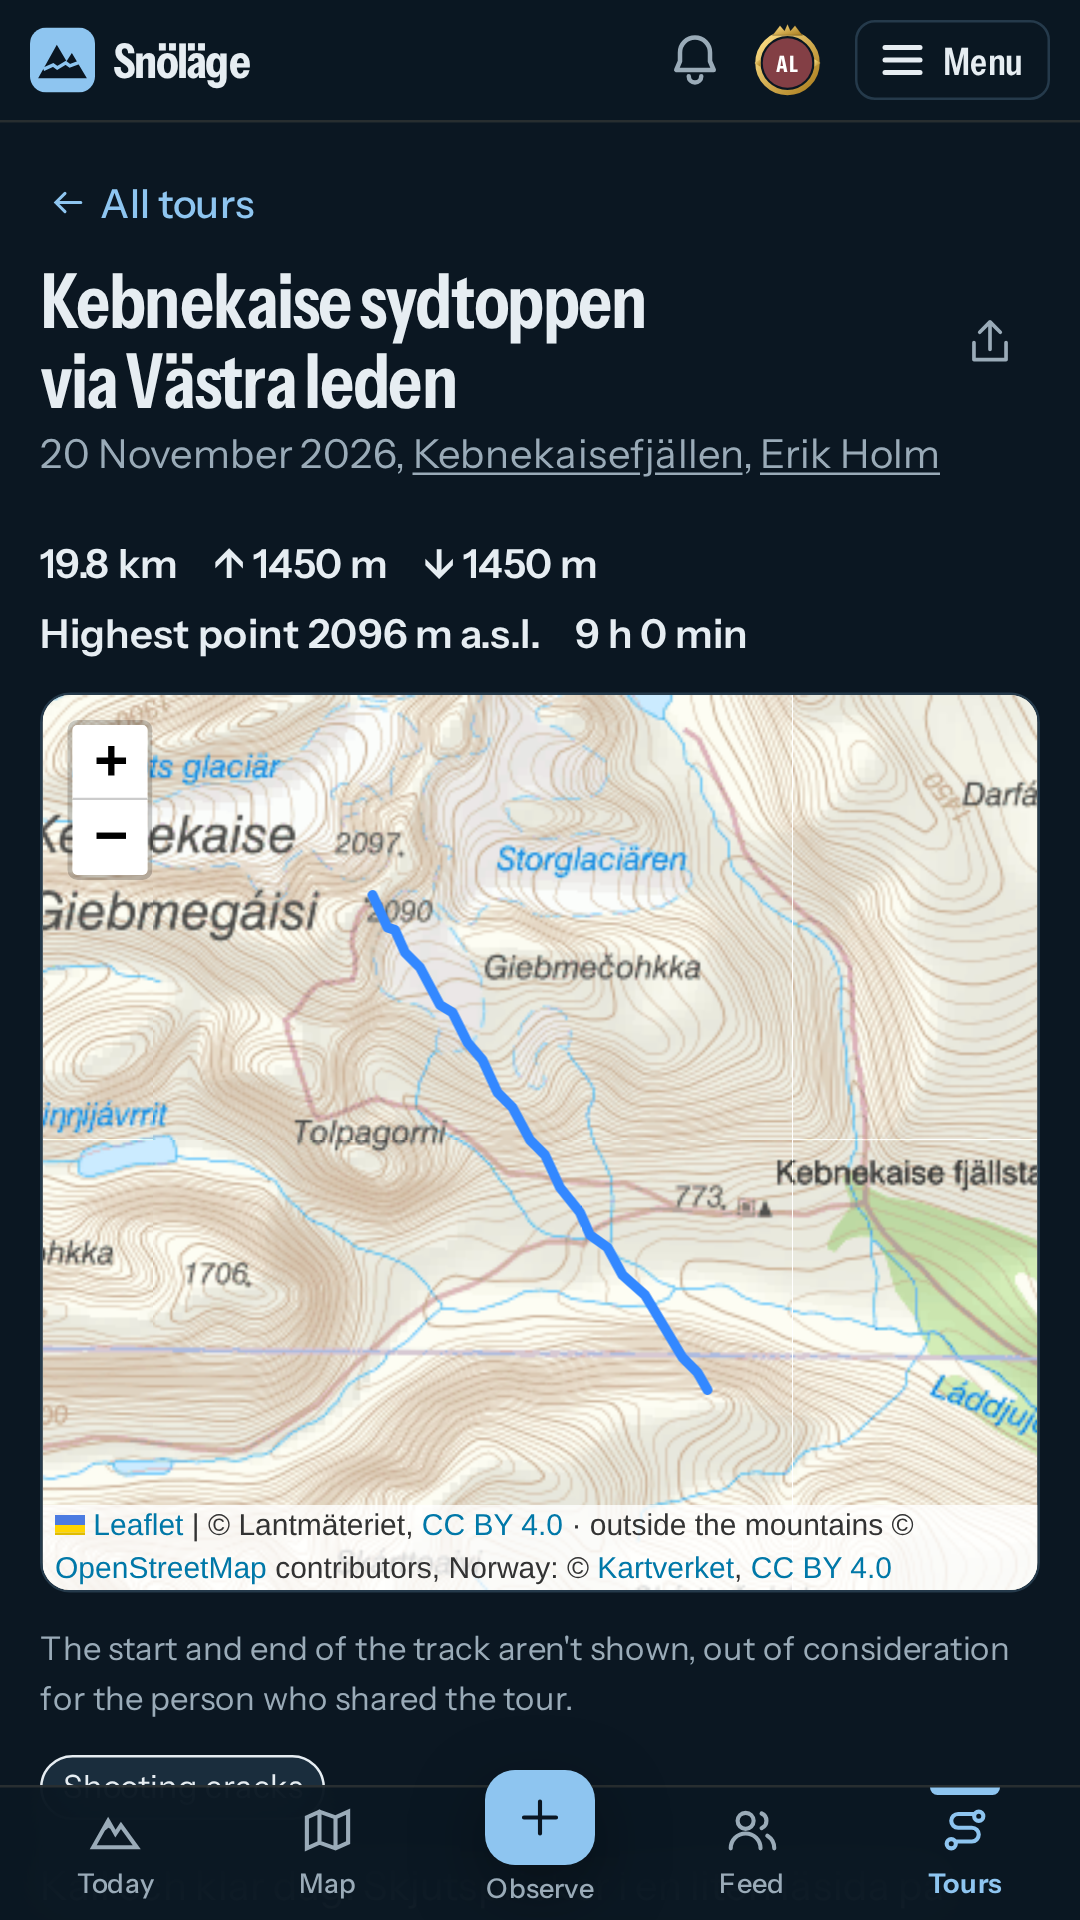 Snöläge
AL
Menu
← All tours
Kebnekaise sydtoppen
via Västra leden
20 November 2026, Kebnekaisefjällen, Erik Holm
19.8 km ↑ 1450 m ↓ 1450 m
Highest point 2096 m a.s.l. 9 h 0 min
+
−
ts glaciär
ekaise
2097
Storglaciären
Darfá
1450
Giebmegáisi
2090
Giebmečohkka
Tolpagorni
Kebnekaise fjällsta
773
hkka
1706
Láddjuj
Leaflet | © Lantmäteriet, CC BY 4.0 · outside the mountains ©
OpenStreetMap contributors, Norway: © Kartverket, CC BY 4.0
The start and end of the track aren't shown, out of consideration
for the person who shared the tour.
Shooting cracks
Today
Map
Observe
Feed
Tours